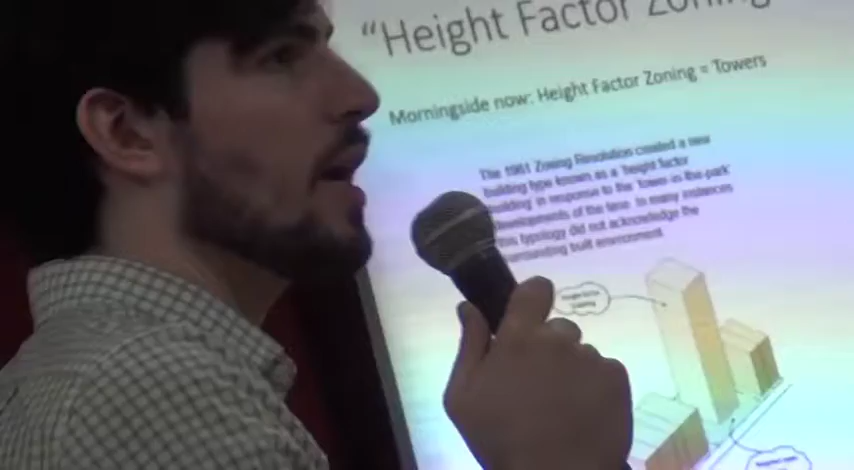 "Height Factor Zoning
Morningside now: Height Factor Zoning = Towers
The 1961 Zoning Resolution created a new
building type known as a 'height factor
building' in response to the 'tower-in-the-park'
developments of the time. In many instances
this typology did not acknowledge the
surrounding built environment.